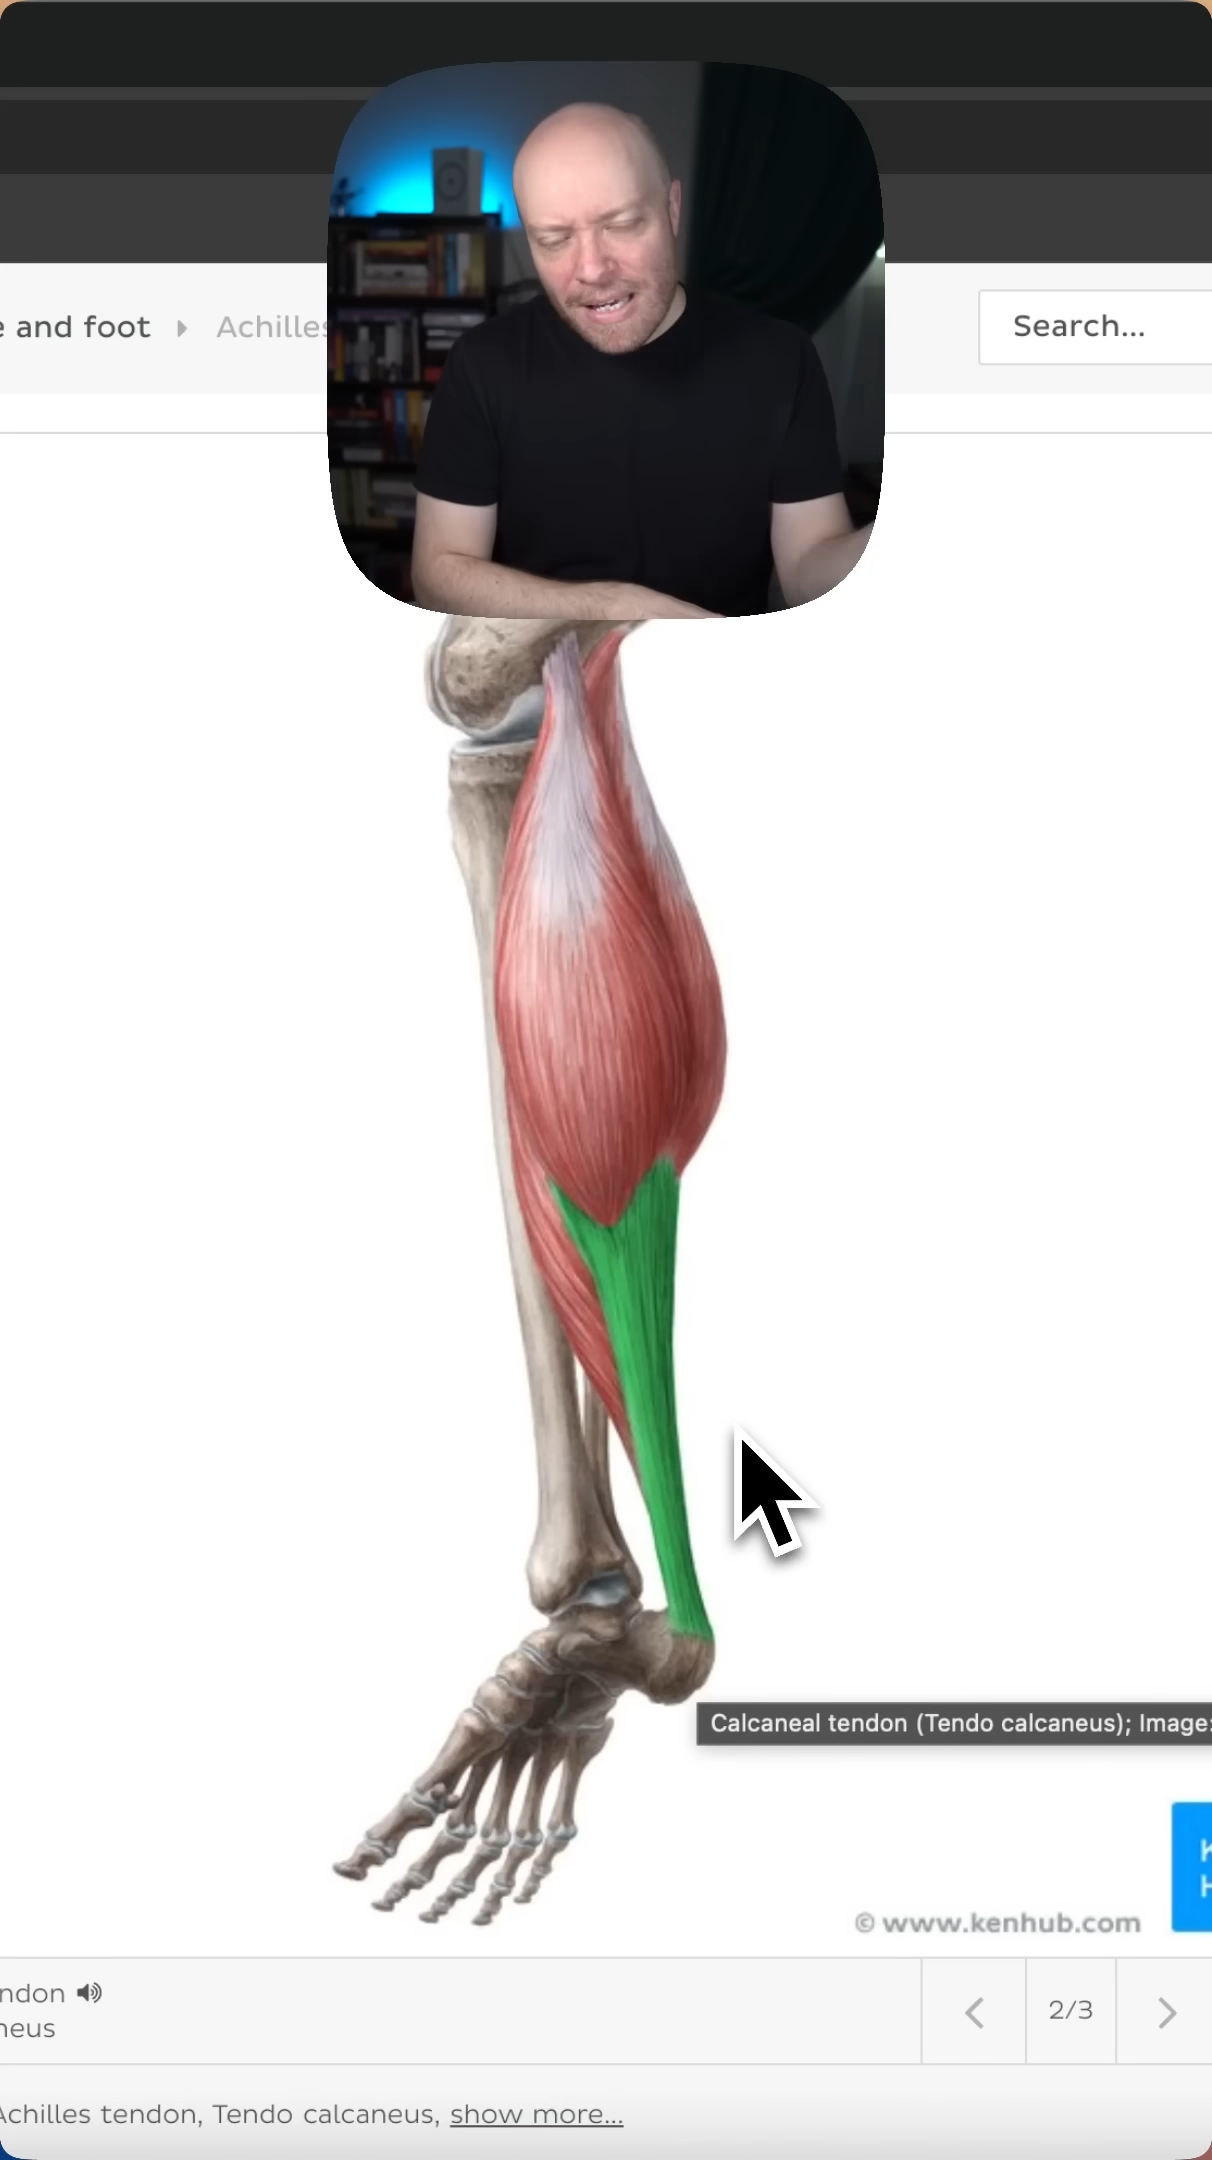 e and foot
Achilles
Search...
Calcaneal tendon (Tendo calcaneus); Image:
K
H
© www.kenhub.com
ndon
neus
2/3
Achilles tendon, Tendo calcaneus, show more...